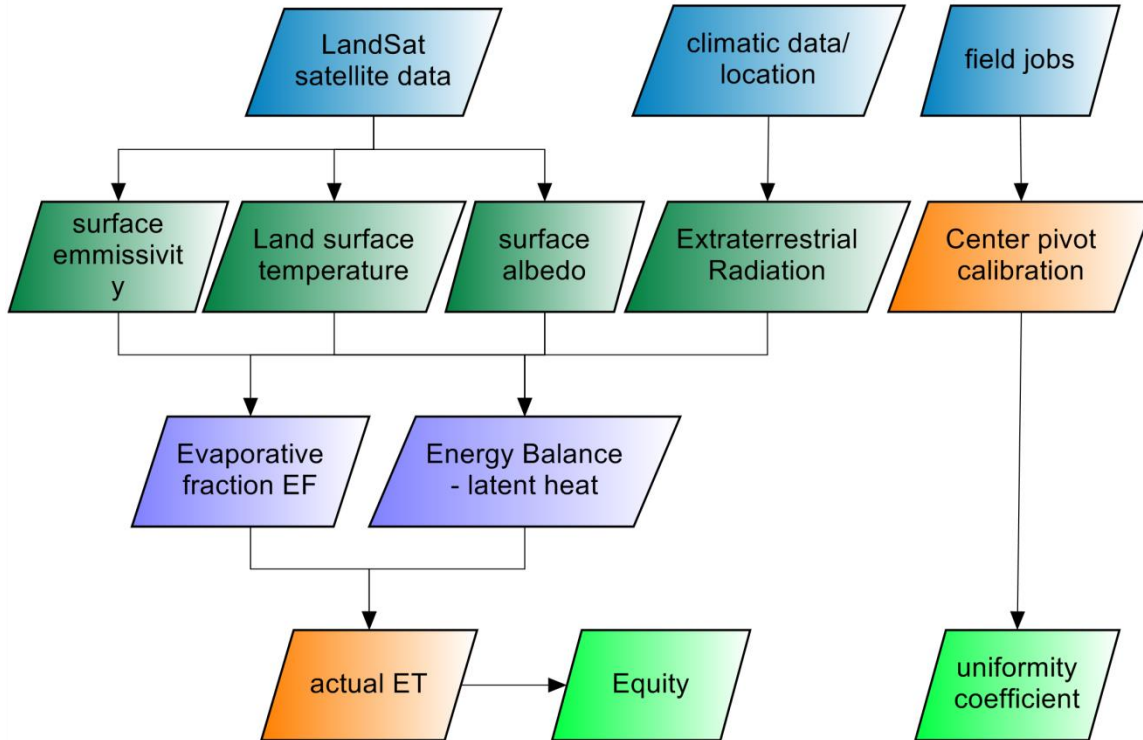 LandSat
satellite data
climatic data/
location
field jobs
surface
emmissivit
y
Land surface
temperature
surface
albedo
Extraterrestrial
Radiation
Center pivot
calibration
Evaporative
fraction EF
Energy Balance
- latent heat
actual ET
Equity
uniformity
coefficient